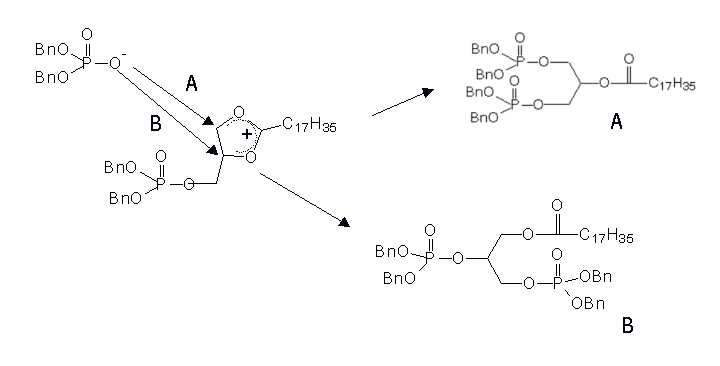 O
BnO P O -
BnO
A
B
O C17H35
+
O
O
BnO P O
BnO
O
BnO P O O
BnO O C17H35
BnO O
P O
BnO
A
O
O C17H35
O
BnO P O O
BnO O P OBn
OBn
B